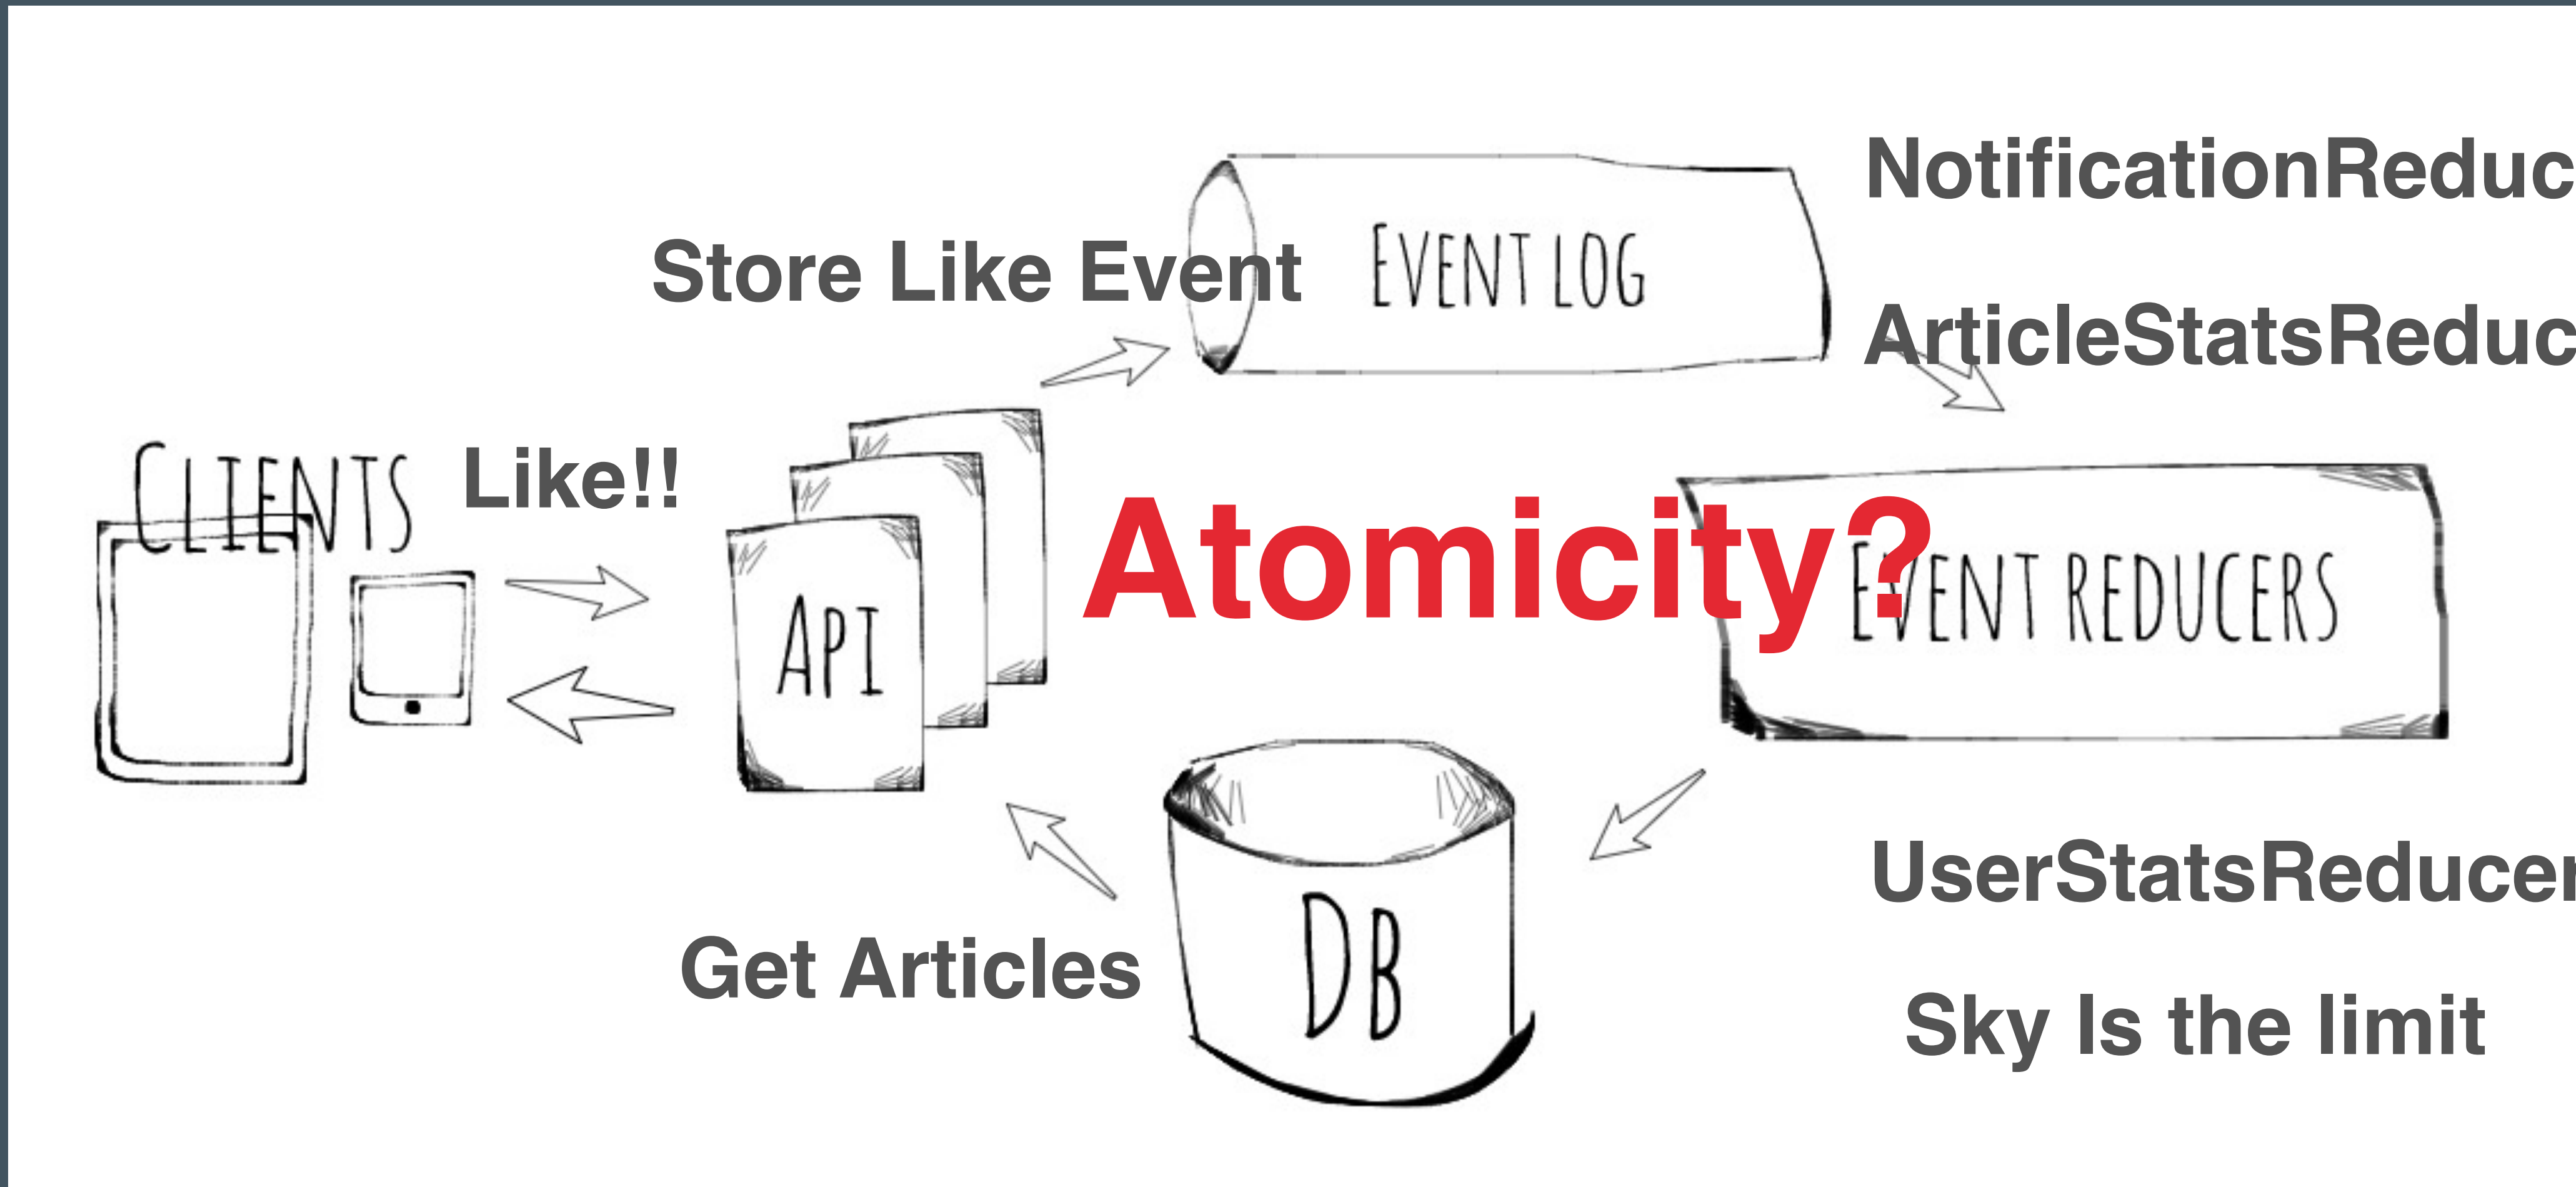 NotificationReduc
Store Like Event
EVENT LOG
ArticleStatsReduc
CLIENTS
Like!!
Atomicity?
EVENT REDUCERS
API
UserStatsReducer
DB
Get Articles
Sky Is the limit